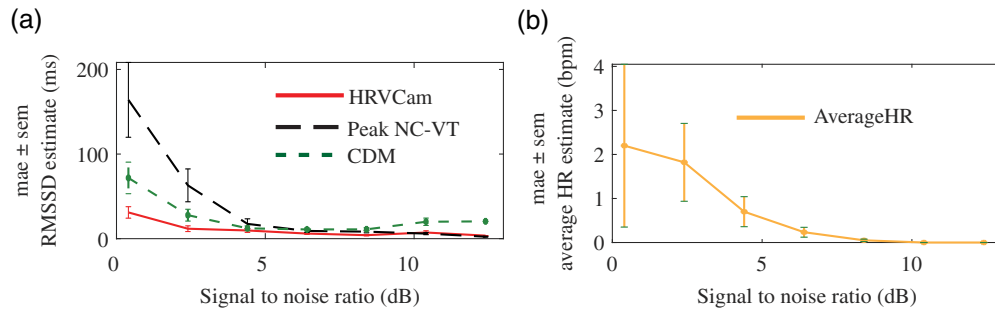 (a)
mae ± sem
RMSSD estimate (ms)
200
100
0
HRVCam
Peak NC-VT
CDM
0
5
10
Signal to noise ratio (dB)
(b)
mae ± sem
average HR estimate (bpm)
4
3
2
1
0
AverageHR
0
5
10
Signal to noise ratio (dB)